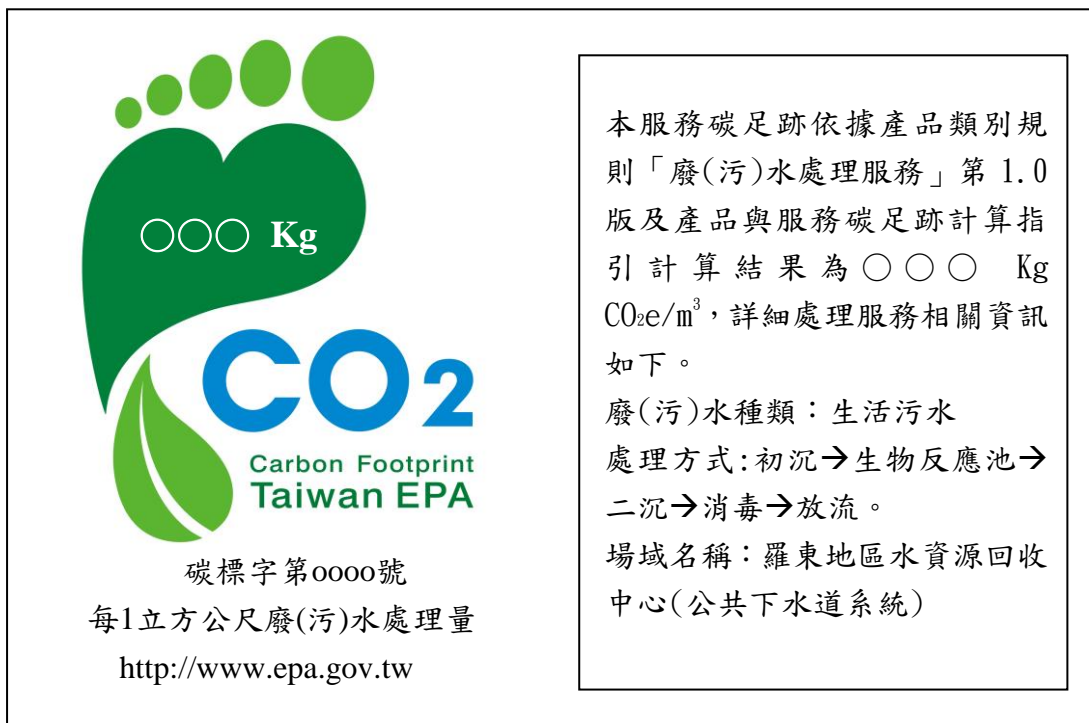 ○○○ Kg
CO2
Carbon Footprint
Taiwan EPA
碳標字第oooo號
每1立方公尺廢(污)水處理量
http://www.epa.gov.tw
本服務碳足跡依據產品類別規
則「廢(污)水處理服務」第 1.0
版及產品與服務碳足跡計算指
引計算結果為○○○ Kg
CO₂e/m³，詳細處理服務相關資訊
如下。
廢(污)水種類：生活污水
處理方式:初沉→生物反應池→
二沉→消毒→放流。
場域名稱：羅東地區水資源回收
中心(公共下水道系統)